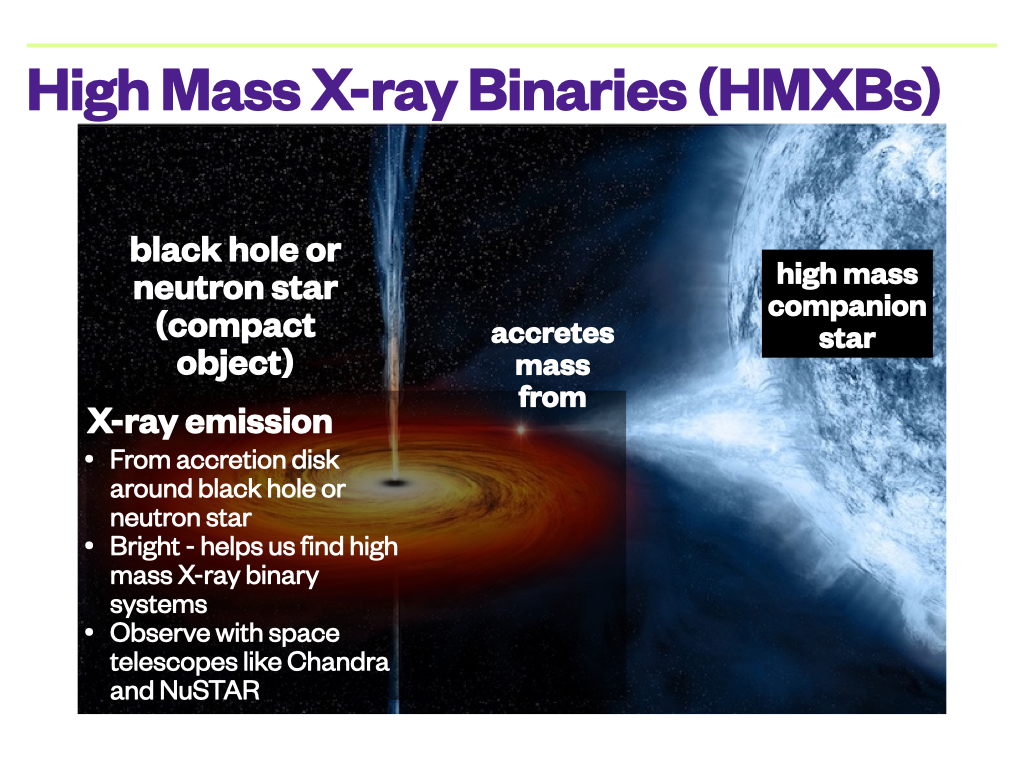 High Mass X-ray Binaries (HMXBs)
black hole or
neutron star
(compact
object)
accretes
mass
from
high mass
companion
star
X-ray emission
• From accretion disk
around black hole or
neutron star
• Bright - helps us find high
mass X-ray binary
systems
• Observe with space
telescopes like Chandra
and NuSTAR